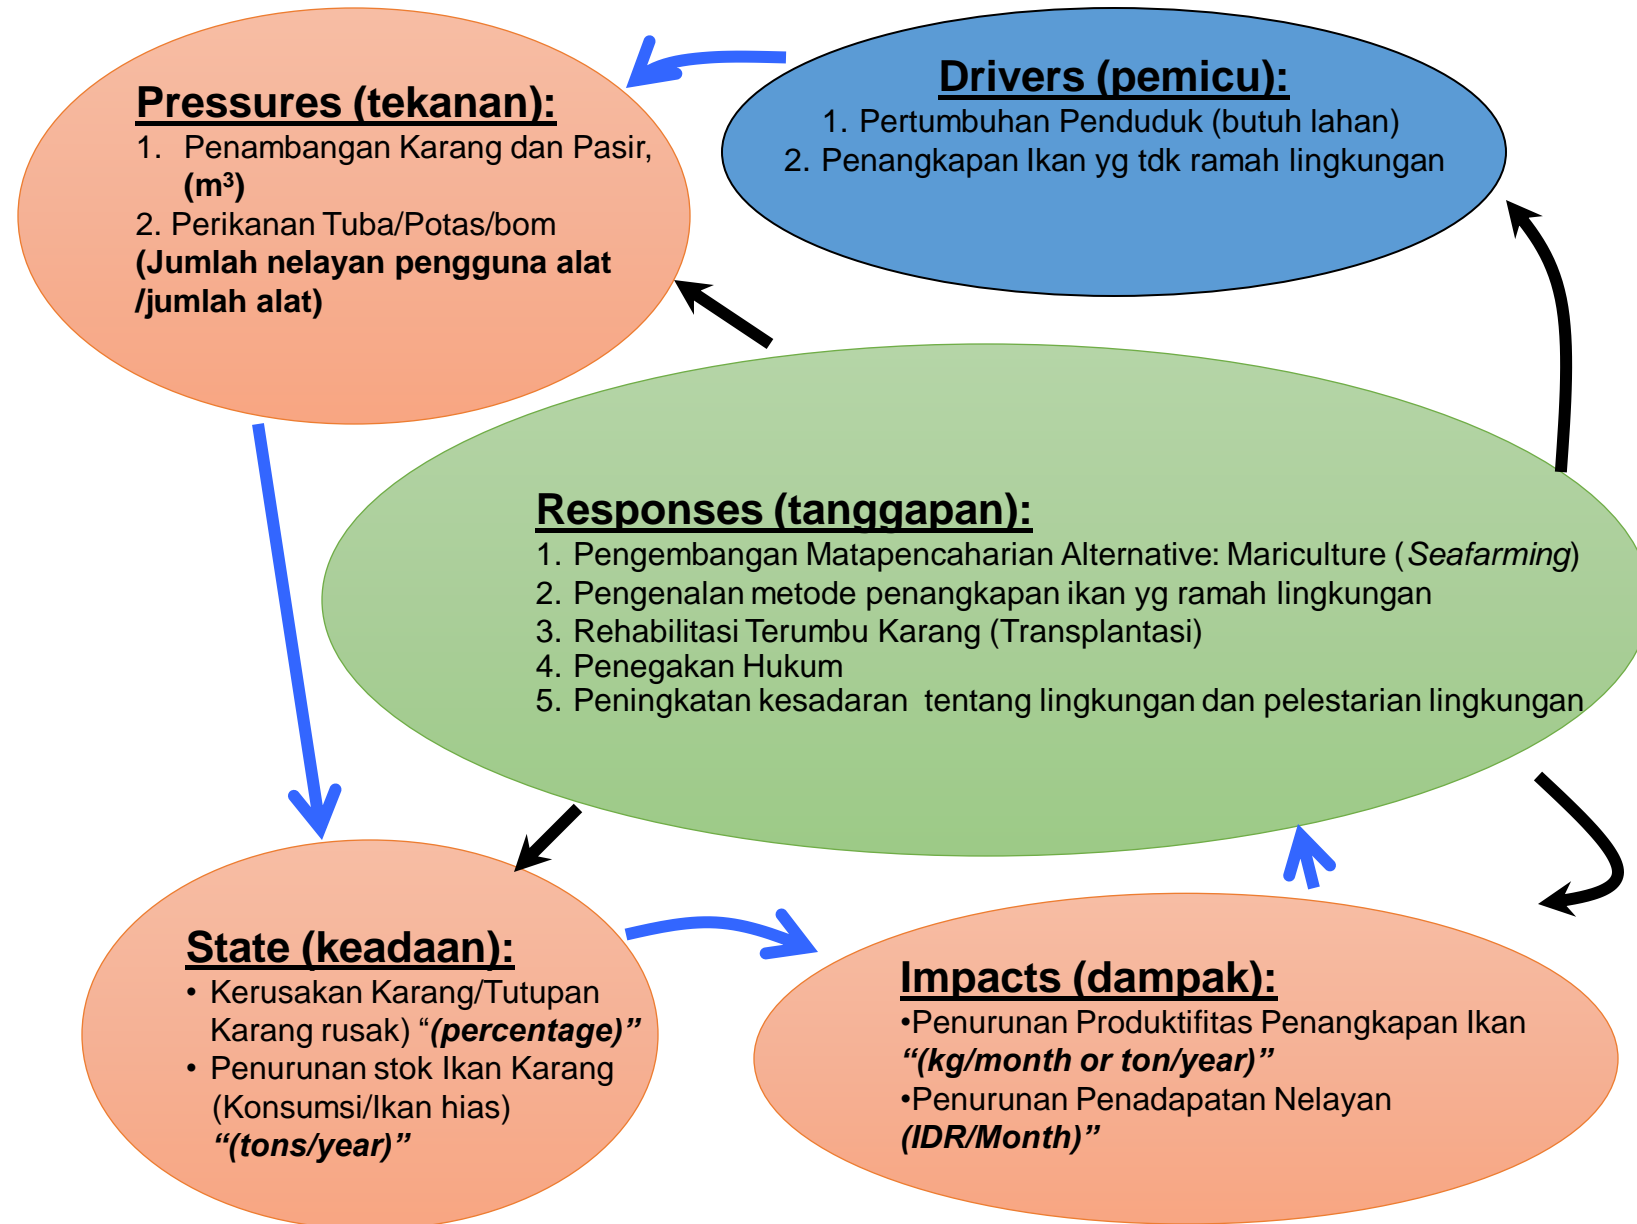 Pressures (tekanan):
1. Penambangan Karang dan Pasir,
(m³)
2. Perikanan Tuba/Potas/bom
(Jumlah nelayan pengguna alat
/jumlah alat)
Drivers (pemicu):
1. Pertumbuhan Penduduk (butuh lahan)
2. Penangkapan Ikan yg tdk ramah lingkungan
Responses (tanggapan):
1. Pengembangan Matapencaharian Alternative: Mariculture (Seafarming)
2. Pengenalan metode penangkapan ikan yg ramah lingkungan
3. Rehabilitasi Terumbu Karang (Transplantasi)
4. Penegakan Hukum
5. Peningkatan kesadaran tentang lingkungan dan pelestarian lingkungan
State (keadaan):
• Kerusakan Karang/Tutupan
Karang rusak) “(percentage)”
• Penurunan stok Ikan Karang
(Konsumsi/Ikan hias)
“(tons/year)”
Impacts (dampak):
•Penurunan Produktifitas Penangkapan Ikan
“(kg/month or ton/year)”
•Penurunan Penadapatan Nelayan
(IDR/Month)”